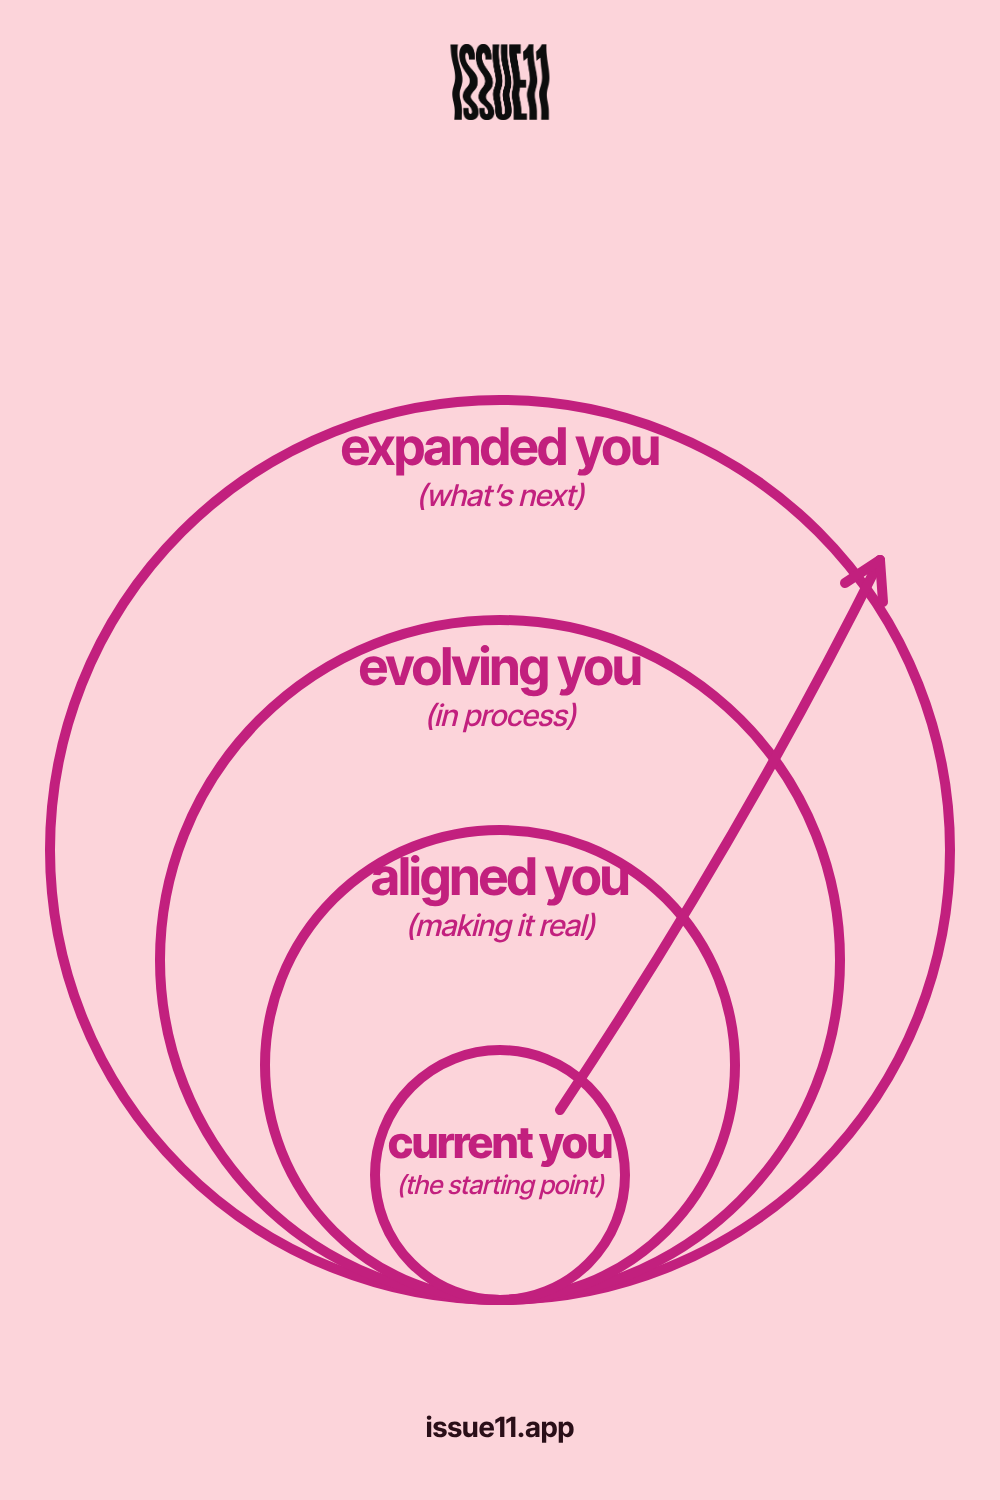 ISSUE11
expanded you
(what’s next)
evolving you
(in process)
aligned you
(making it real)
current you
(the starting point)
issue11.app